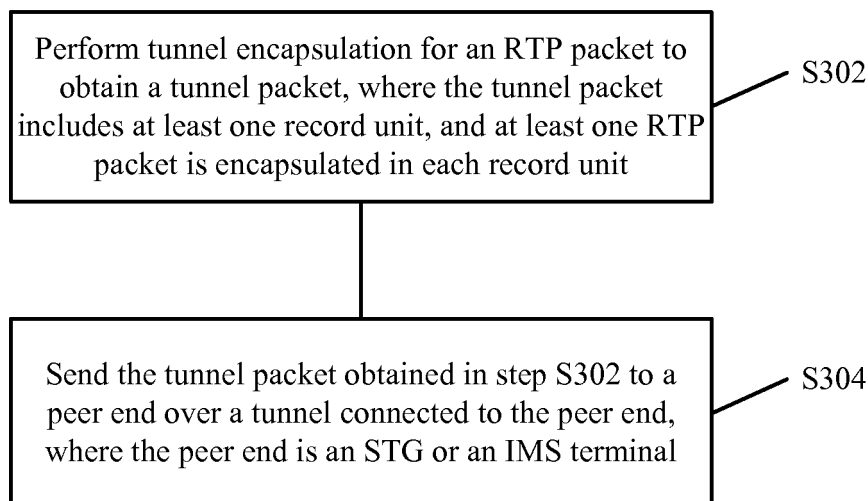 Perform tunnel encapsulation for an RTP packet to
obtain a tunnel packet, where the tunnel packet
includes at least one record unit, and at least one RTP
packet is encapsulated in each record unit
S302
Send the tunnel packet obtained in step S302 to a
peer end over a tunnel connected to the peer end,
where the peer end is an STG or an IMS terminal
S304